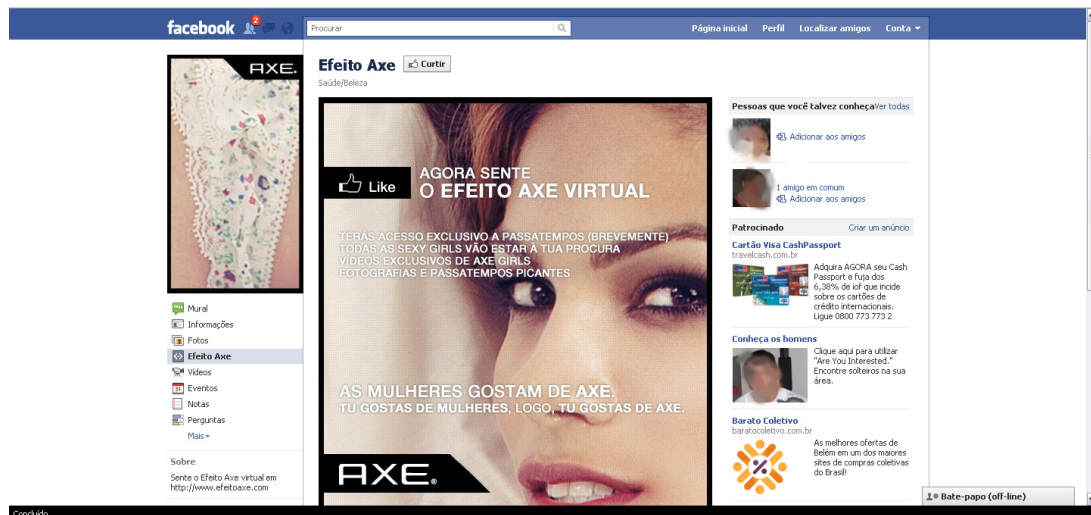 facebook
2
Procurar
Página inicial Perfil Localizar amigos Conta
AXE.
Efeito Axe
Curtir
Saúde/Beleza
Like
AGORA SENTE
O EFEITO AXE VIRTUAL
TERAS ACESSO EXCLUSIVO A PASSATEMPOS (BREVEMENTE)
TODAS AS SEXY GIRLS VÃO ESTAR À TUA PROCURA
VIDEOS EXCLUSIVOS DE AXE GIRLS
FOTOGRAFIAS E PASSATEMPOS PICANTES
AS MULHERES GOSTAM DE AXE.
TU GOSTAS DE MULHERES, LOGO, TU GOSTAS DE AXE.
AXE.
Mural
Informações
Fotos
Efeito Axe
Vídeos
31 Eventos
Notas
Perguntas
Mais
Sobre
Sente o Efeito Axe virtual em
http://www.efeitoaxe.com
Pessoas que você talvez conheça Ver todas
Adicionar aos amigos
1 amigo em comum
Adicionar aos amigos
Patrocinado Criar um anúncio
Cartão Visa CashPassport
travelcash.com.br
Adquira AGORA seu Cash
Passport e fuja dos
6,38% de iof que incide
sobre os cartões de
crédito internacionais.
Ligue 0800 773 773 2
Conheça os homens
Clique aqui para utilizar
"Are You Interested."
Encontre solteiros na sua
área.
Barato Coletivo
baratocoletivo.com.br
As melhores ofertas de
Belém em um dos maiores
sites de compras coletivas
do Brasil!
Bate-papo (off-line)
Concluído